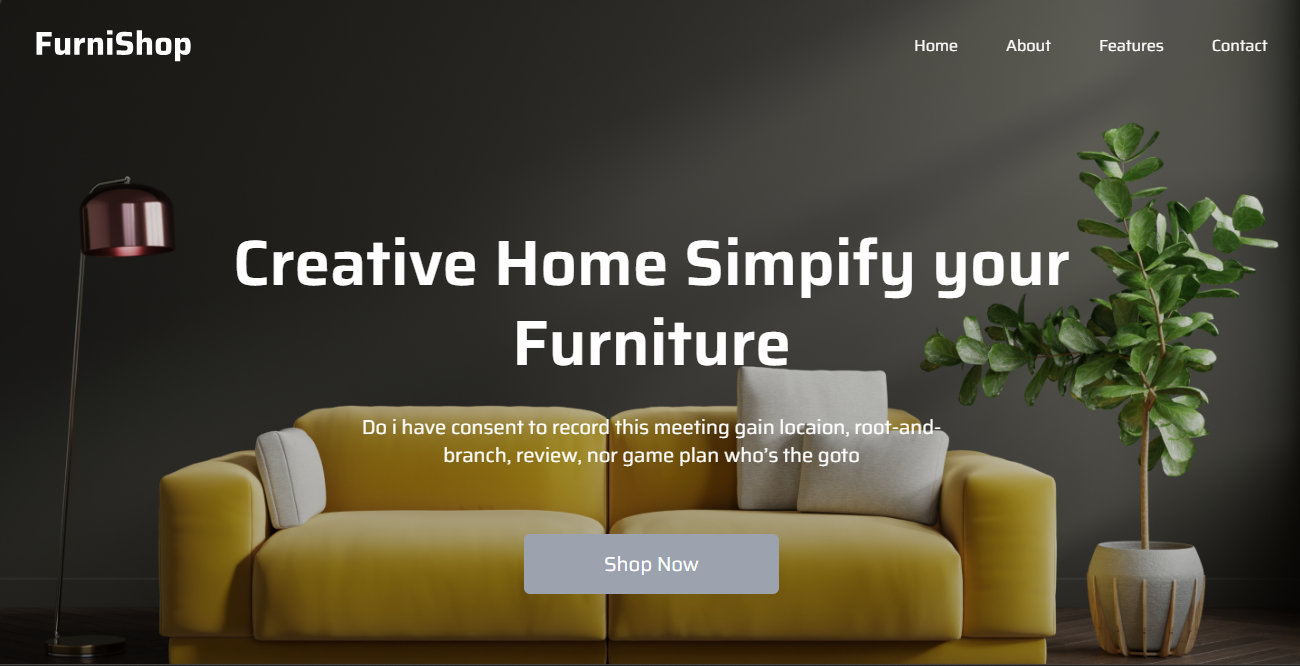 FurniShop
Home About Features Contact
Creative Home Simpify your
Furniture
Do i have consent to record this meeting gain locaion, root-and-
branch, review, nor game plan who's the goto
Shop Now